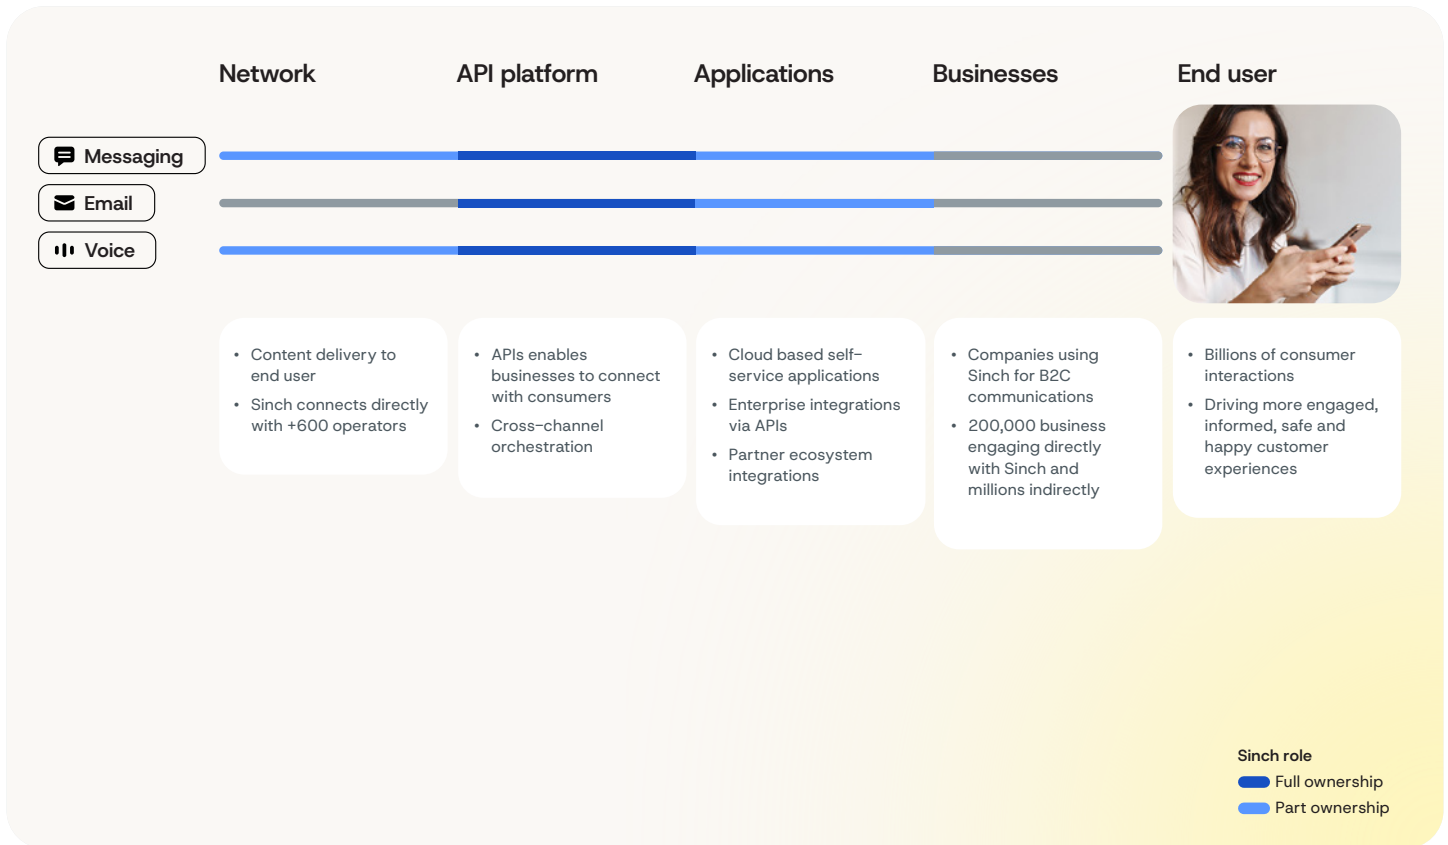 Network
API platform
Applications
Businesses
End user
Messaging
Email
Voice
• Content delivery to
end user
• Sinch connects directly
with +600 operators
• APIs enables
businesses to connect
with consumers
• Cross-channel
orchestration
• Cloud based self-
service applications
• Enterprise integrations
via APIs
• Partner ecosystem
integrations
• Companies using
Sinch for B2C
communications
• 200,000 business
engaging directly
with Sinch and
millions indirectly
• Billions of consumer
interactions
• Driving more engaged,
informed, safe and
happy customer
experiences
Sinch role
Full ownership
Part ownership